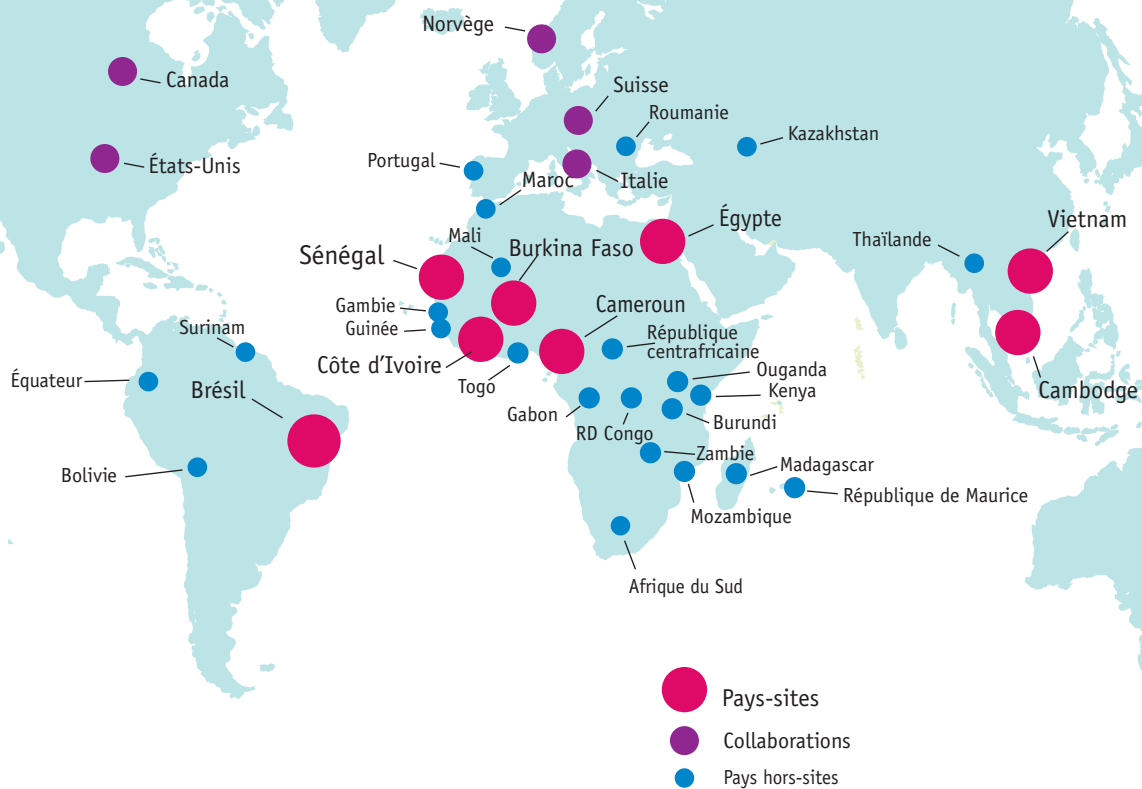 Norvège
Canada
Suisse
Roumanie
Kazakhstan
États-Unis
Portugal
Maroc
Italie
Égypte
Vietnam
Mali
Burkina Faso
Thaïlande
Sénégal
Gambie
Cameroun
Surinam
Guinée
République
centrafricaine
Côte d'Ivoire
Ouganda
Équateur
Brésil
Togo
Kenya
Cambodge
Gabon
Burundi
RD Congo
Zambie
Bolivie
Madagascar
République de Maurice
Mozambique
Afrique du Sud
Pays-sites
Collaborations
Pays hors-sites